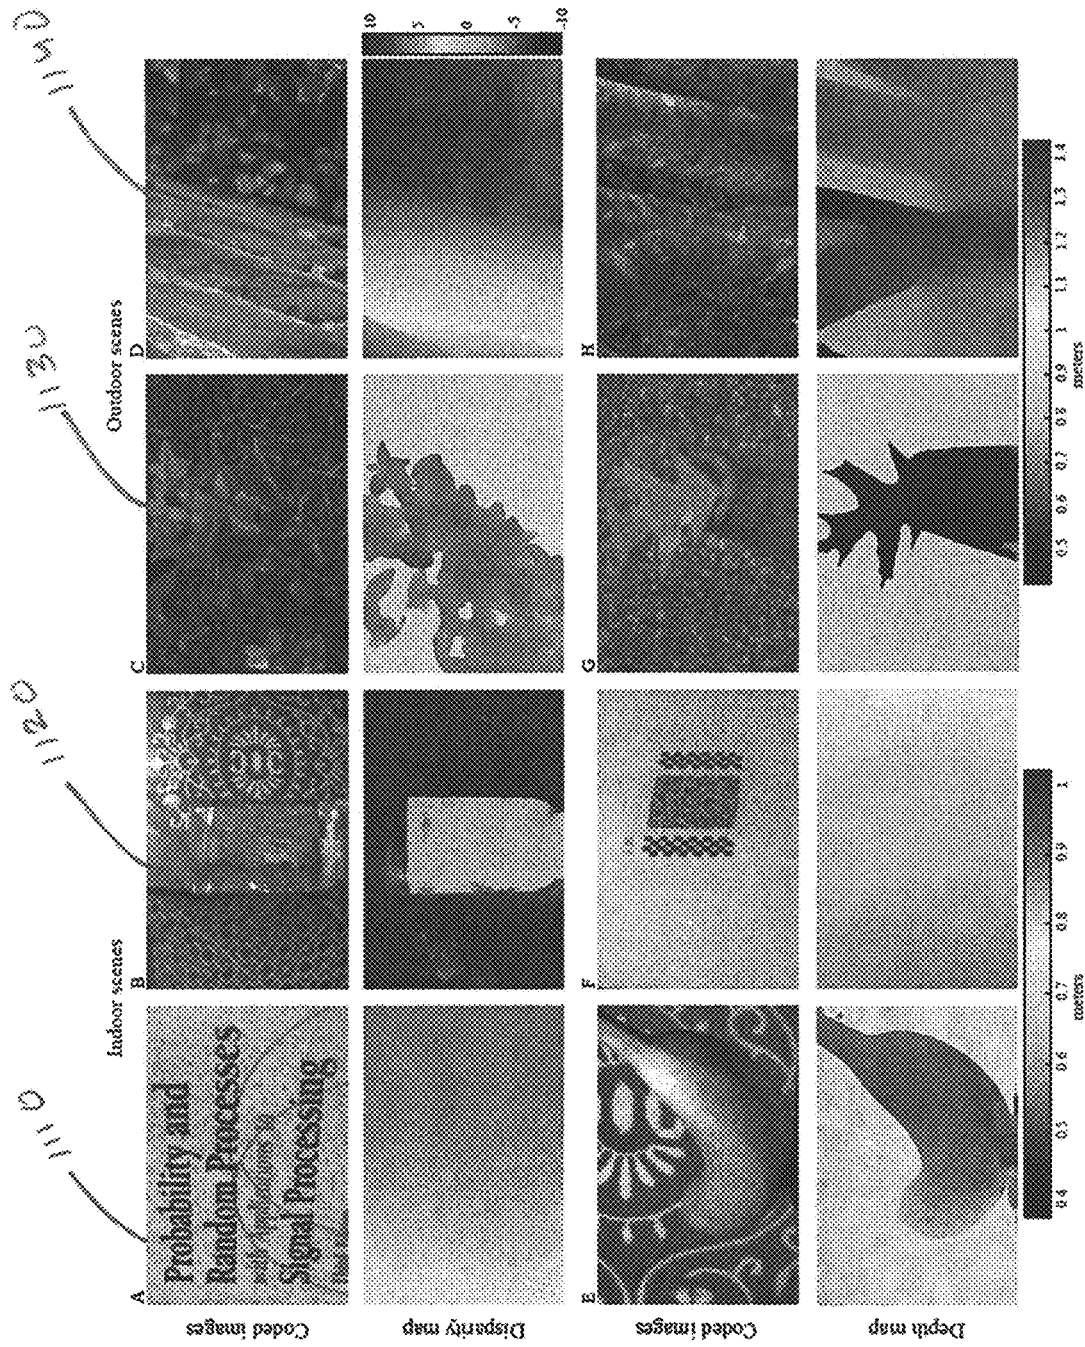 1110
1120
1130
1140
Indoor scenes
Outdoor scenes
A
B
C
D
Coded images
Probability and
Random Processes
with Applications to
Signal Processing
Disparity map
10
5
0
-5
-10
E
F
G
H
Coded images
Depth map
0.4 0.5 0.6 0.7 0.8 0.9 1
meters
0.5 0.6 0.7 0.8 0.9 1 1.1 1.2 1.3 1.4
meters